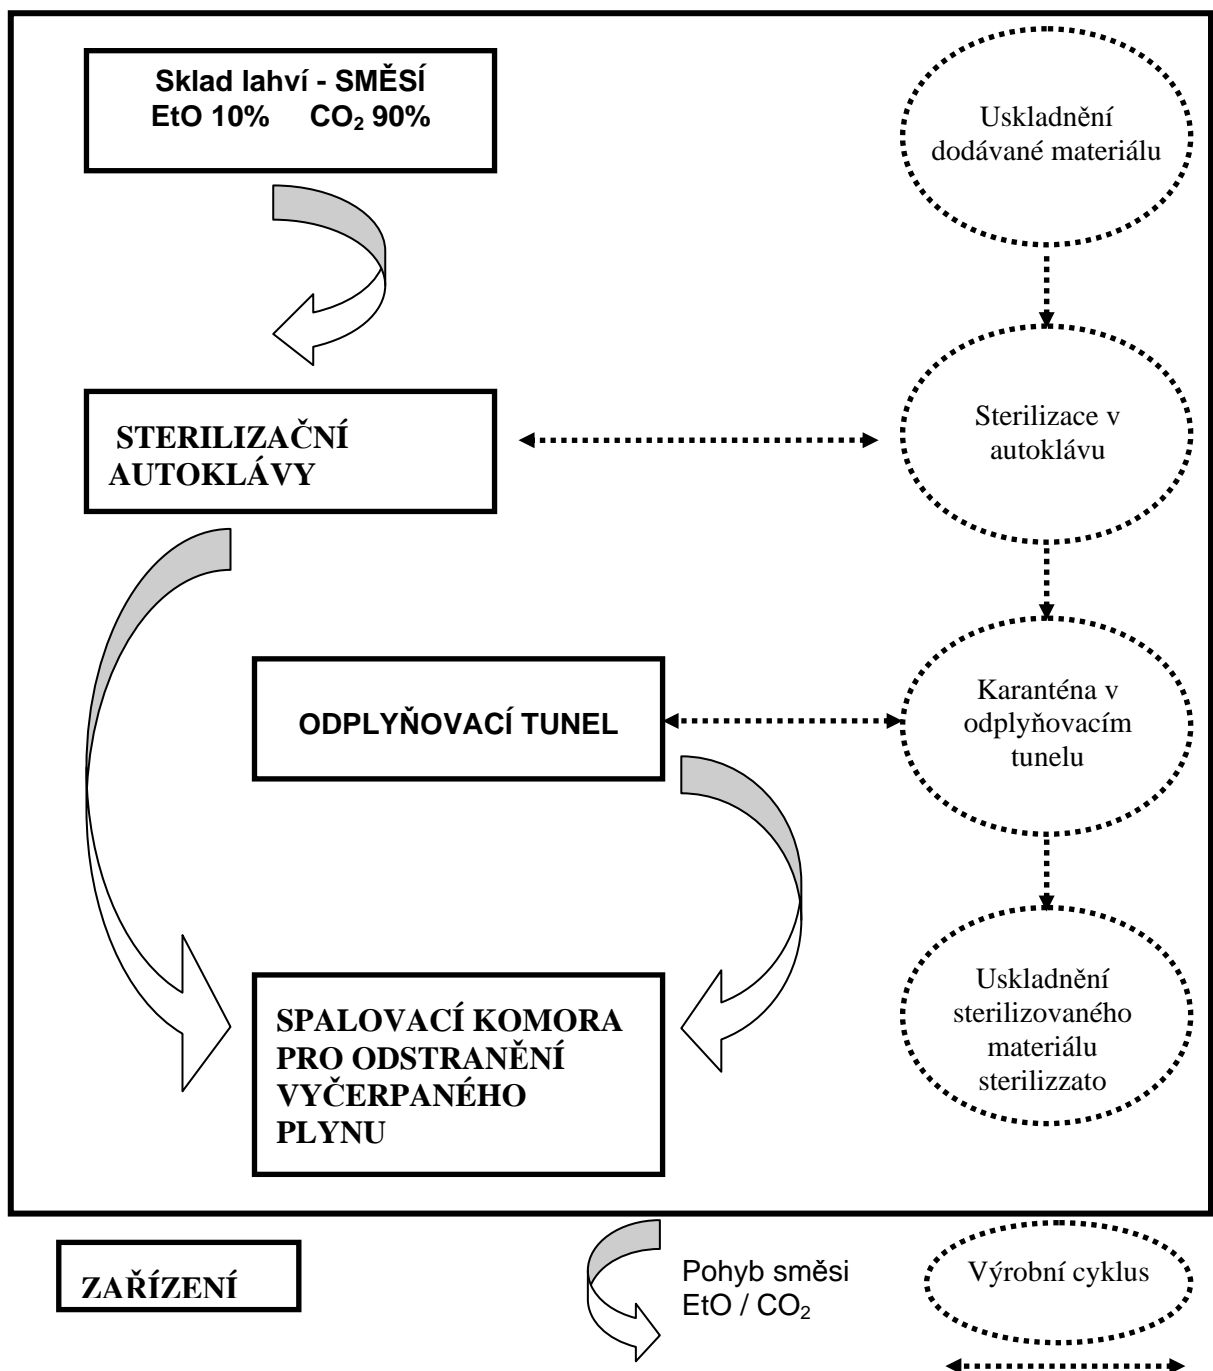 Sklad lahví - SMĚSÍ
EtO 10% CO₂ 90%
Uskladnění
dodávané materiálu
STERILIZAČNÍ
AUTOKLÁVY
Sterilizace v
autoklávu
ODPLYŇOVACÍ TUNEL
Karanténa v
odplyňovacím
tunelu
SPALOVACÍ KOMORA
PRO ODSTRANĚNÍ
VYČERPANÉHO
PLYNU
Uskladnění
sterilizovaného
materiálu
sterilizzato
ZAŘÍZENÍ
Pohyb směsi
EtO / CO₂
Výrobní cyklus